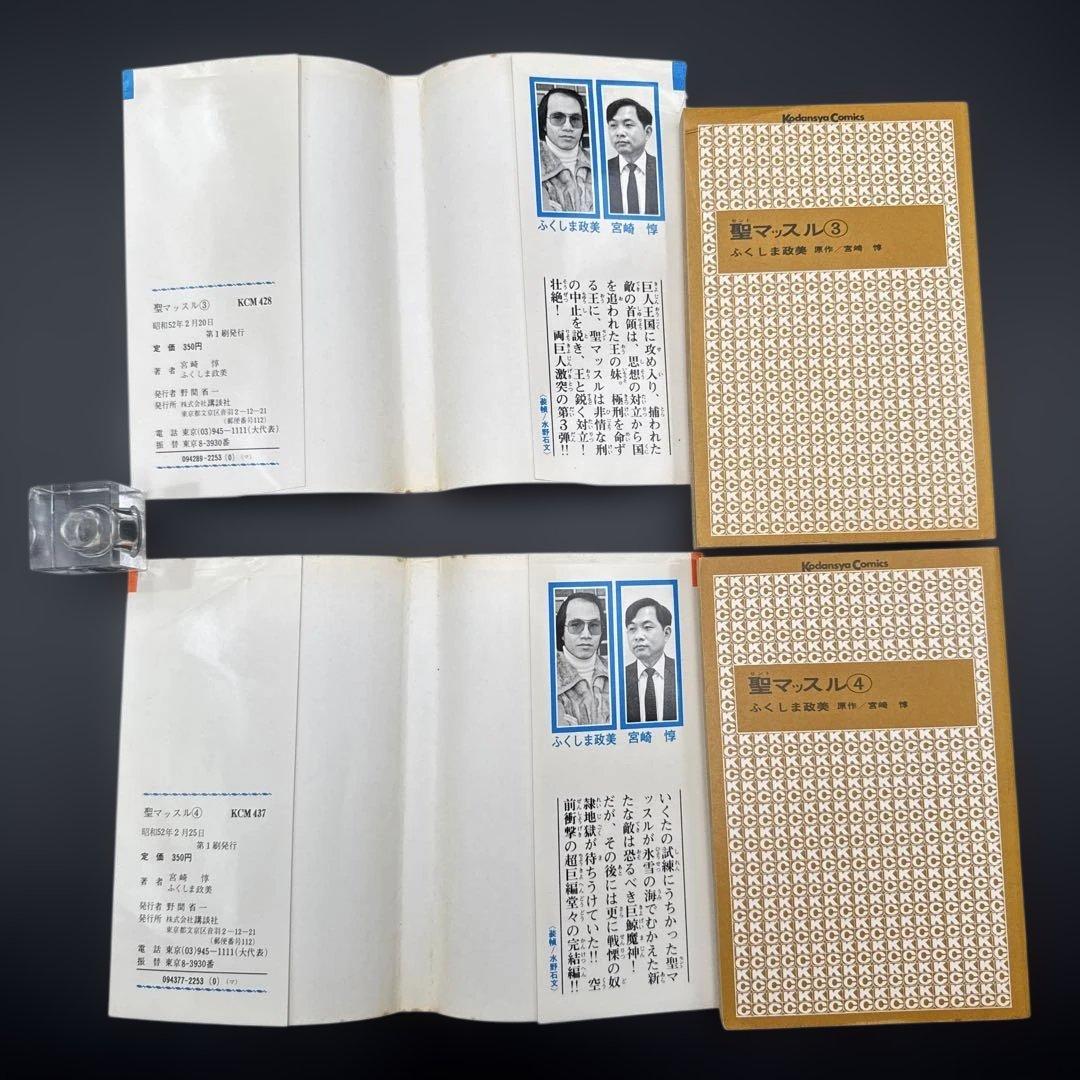 聖マッスル③ KCM 428
昭和52年2月20日
第1刷発行
定価 350円
著者 宮崎 惇
ふくしま政美
発行者 野間省一
発行所 株式会社講談社
東京都文京区音羽2-12-21
(郵便番号112)
電話 東京(03)945-1111(大代表)
振替 東京8-3930番
094289-2253 (0) (マ)
ふくしま政美 宮崎 惇
巨人王国に攻め入り、捕われた
敵の首領は、思想の対立から国
を追われた王の妹。極刑を命ず
る王に、聖マッスルは非情な刑
の中止を説き、王と鋭く対立!
壮絶! 両巨人激突の第3弾!!
〈装幀/水野石文〉
Kodansya Comics
セント
聖マッスル③
ふくしま政美 原作/宮崎 惇
聖マッスル④ KCM 437
昭和52年2月25日
第1刷発行
定価 350円
著者 宮崎 惇
ふくしま政美
発行者 野間省一
発行所 株式会社講談社
東京都文京区音羽2-12-21
(郵便番号112)
電話 東京(03)945-1111(大代表)
振替 東京8-3930番
094377-2253 (0) (マ)
ふくしま政美 宮崎 惇
いくたの試練にうちかった聖マ
ッスルが氷雪の海でむかえた新
たな敵は恐るべき巨鯨魔神!
だが、その後には更に戦慄の奴
隷地獄が待ちうけていた!! 空
前衝撃の超巨編堂々の完結編!!
〈装幀/水野石文〉
Kodansya Comics
セント
聖マッスル④
ふくしま政美 原作/宮崎 惇